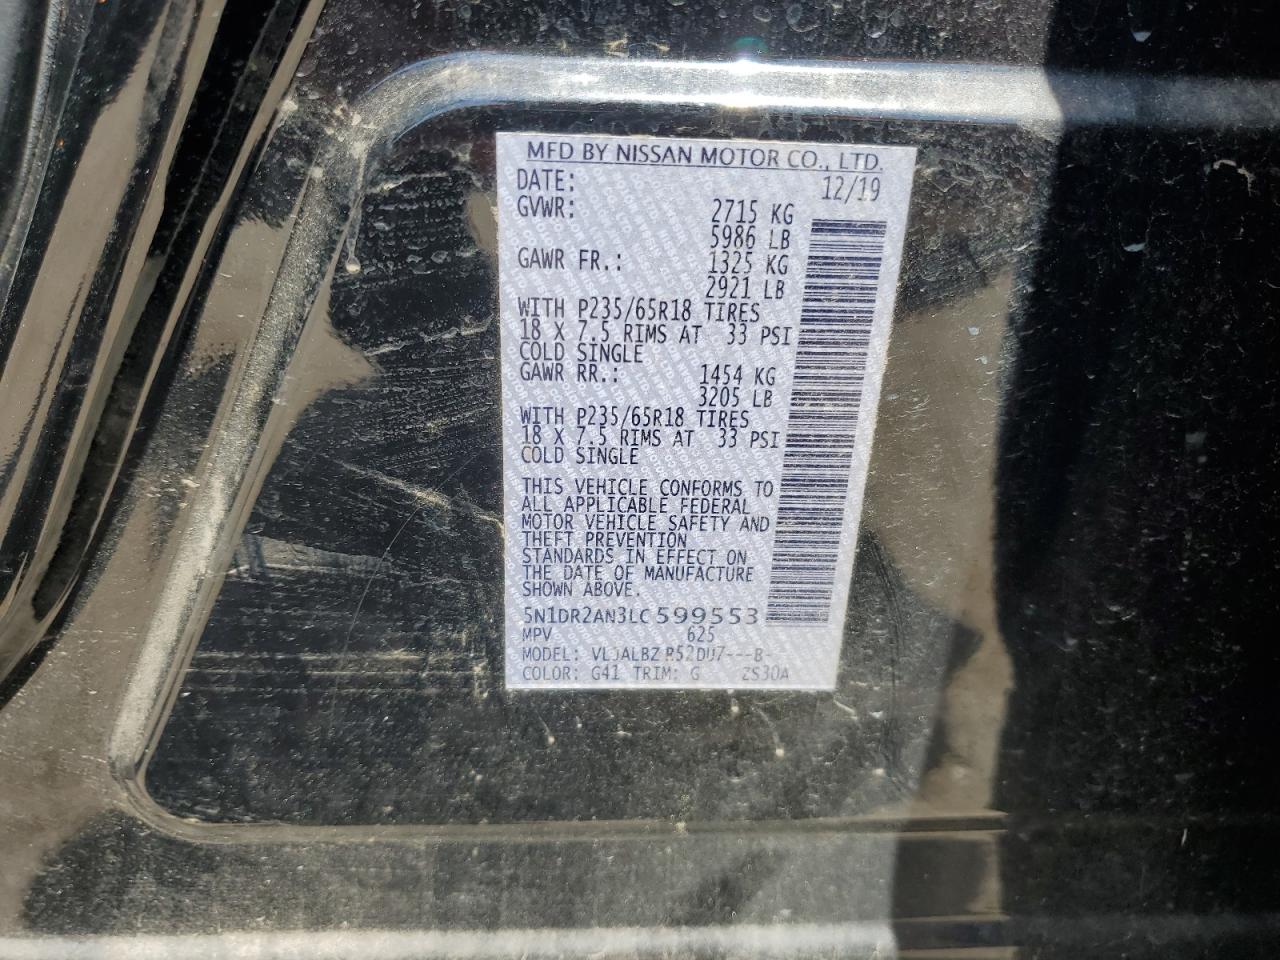 MFD BY NISSAN MOTOR CO., LTD.
DATE: 12/19
GVWR: 2715 KG
5986 LB
GAWR FR.: 1325 KG
2921 LB
WITH P235/65R18 TIRES
18 X 7.5 RIMS AT 33 PSI
COLD SINGLE
GAWR RR.: 1454 KG
3205 LB
WITH P235/65R18 TIRES
18 X 7.5 RIMS AT 33 PSI
COLD SINGLE
THIS VEHICLE CONFORMS TO
ALL APPLICABLE FEDERAL
MOTOR VEHICLE SAFETY AND
THEFT PREVENTION
STANDARDS IN EFFECT ON
THE DATE OF MANUFACTURE
SHOWN ABOVE.
5N1DR2AN3LC599553
MPV 625
MODEL:
COLOR: G41 TRIM: G ZS30A